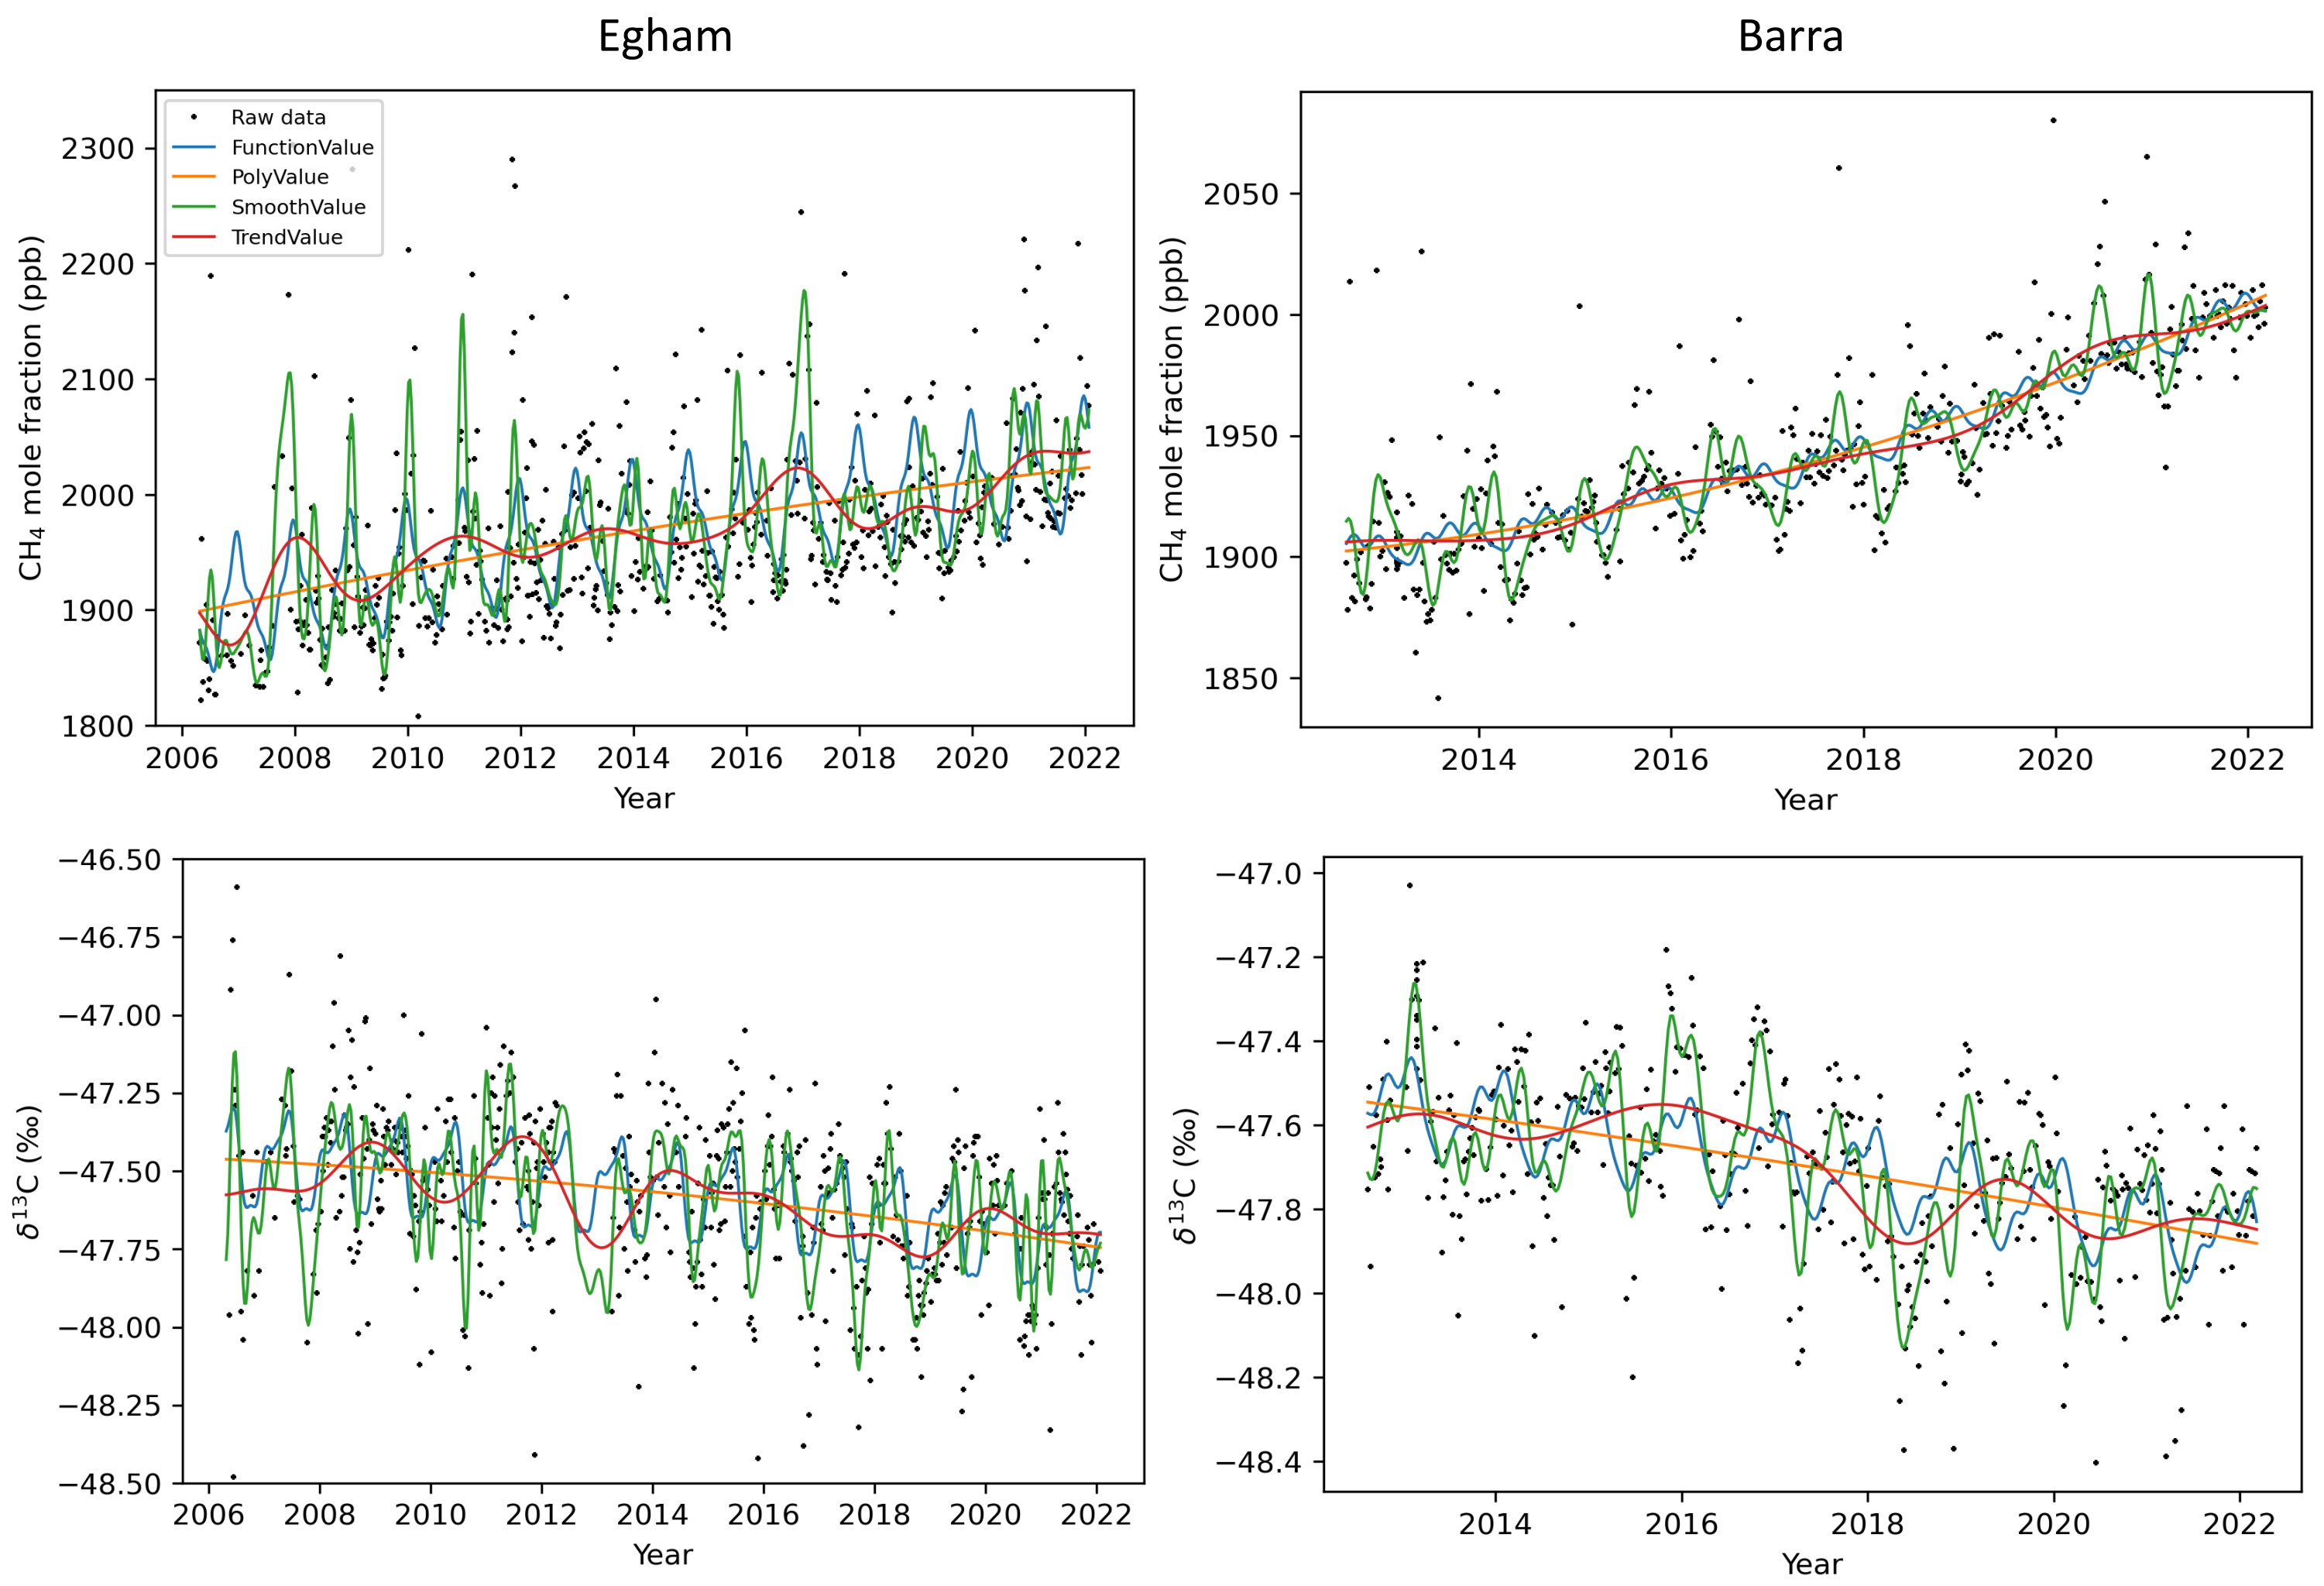 Egham
Barra
CH₄ mole fraction (ppb)
2300
2200
2100
2000
1900
1800
Raw data
FunctionValue
PolyValue
SmoothValue
TrendValue
2006 2008 2010 2012 2014 2016 2018 2020 2022
Year
CH₄ mole fraction (ppb)
2050
2000
1950
1900
1850
2014 2016 2018 2020 2022
Year
δ¹³C (‰)
−46.50
−46.75
−47.00
−47.25
−47.50
−47.75
−48.00
−48.25
−48.50
2006 2008 2010 2012 2014 2016 2018 2020 2022
Year
δ¹³C (‰)
−47.0
−47.2
−47.4
−47.6
−47.8
−48.0
−48.2
−48.4
2014 2016 2018 2020 2022
Year